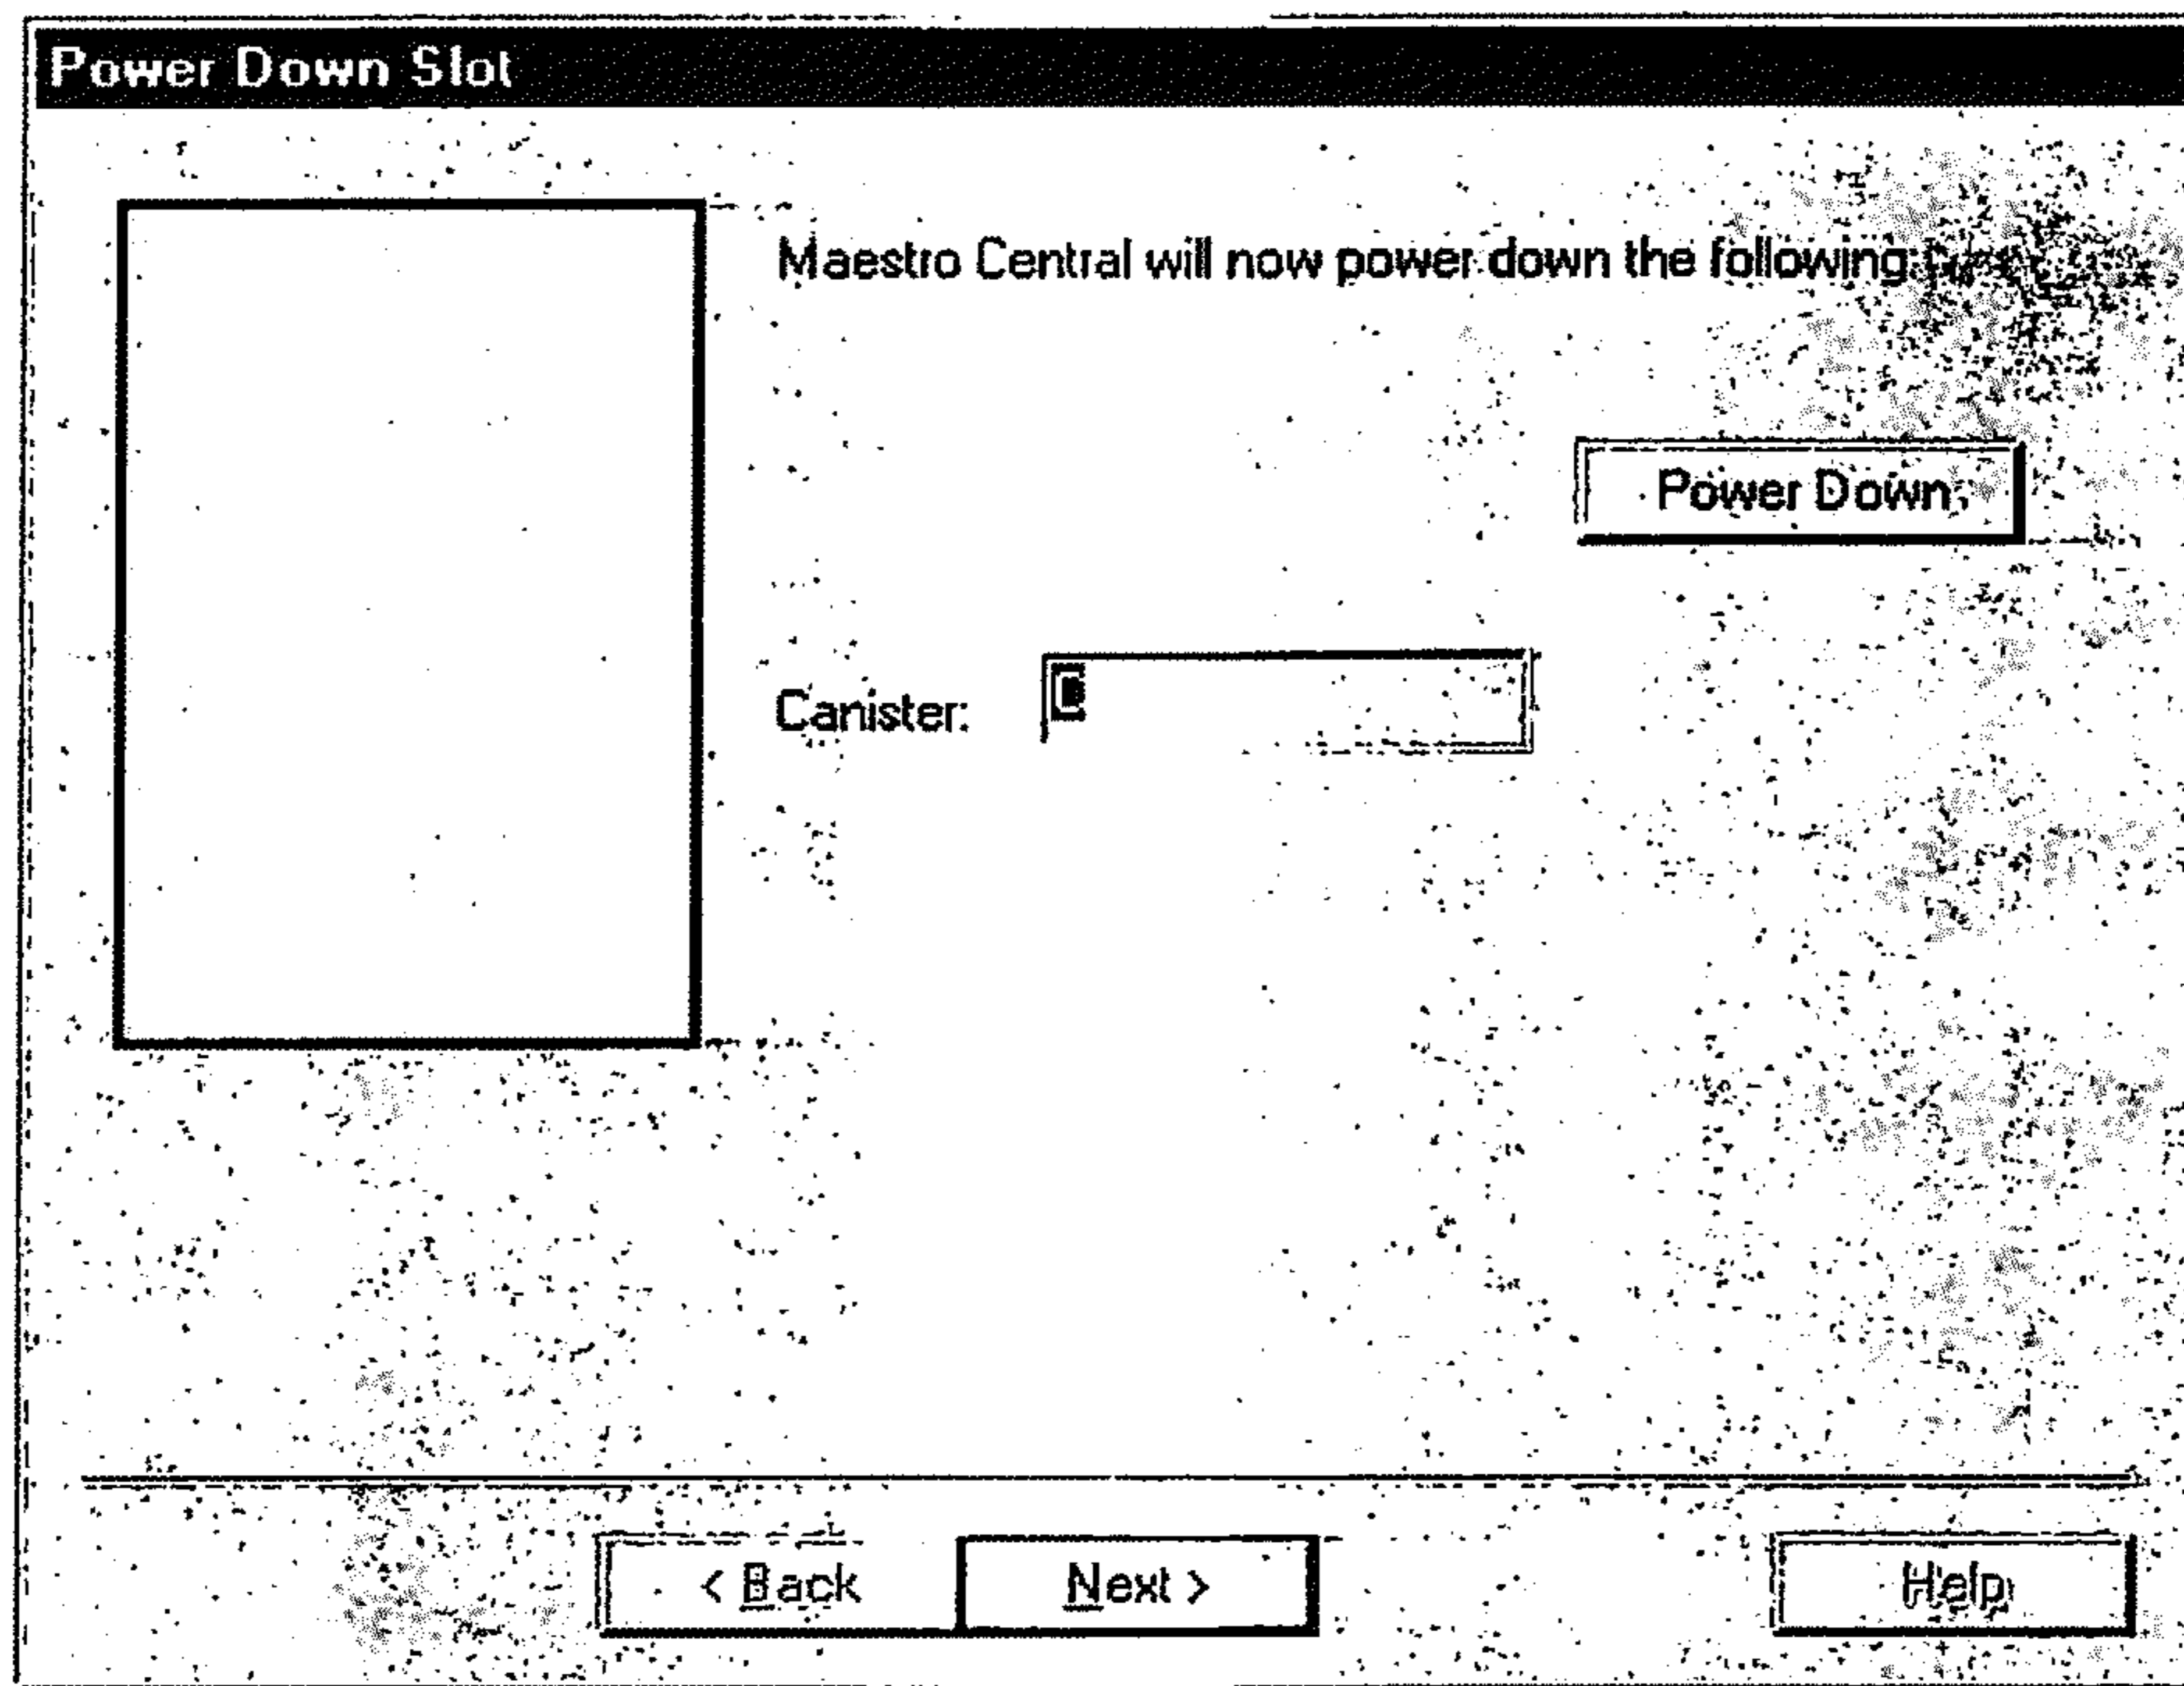 Power Down Slot
Maestro Central will now power down the following:
Power Down
Canister:
< Back
Next >
Help